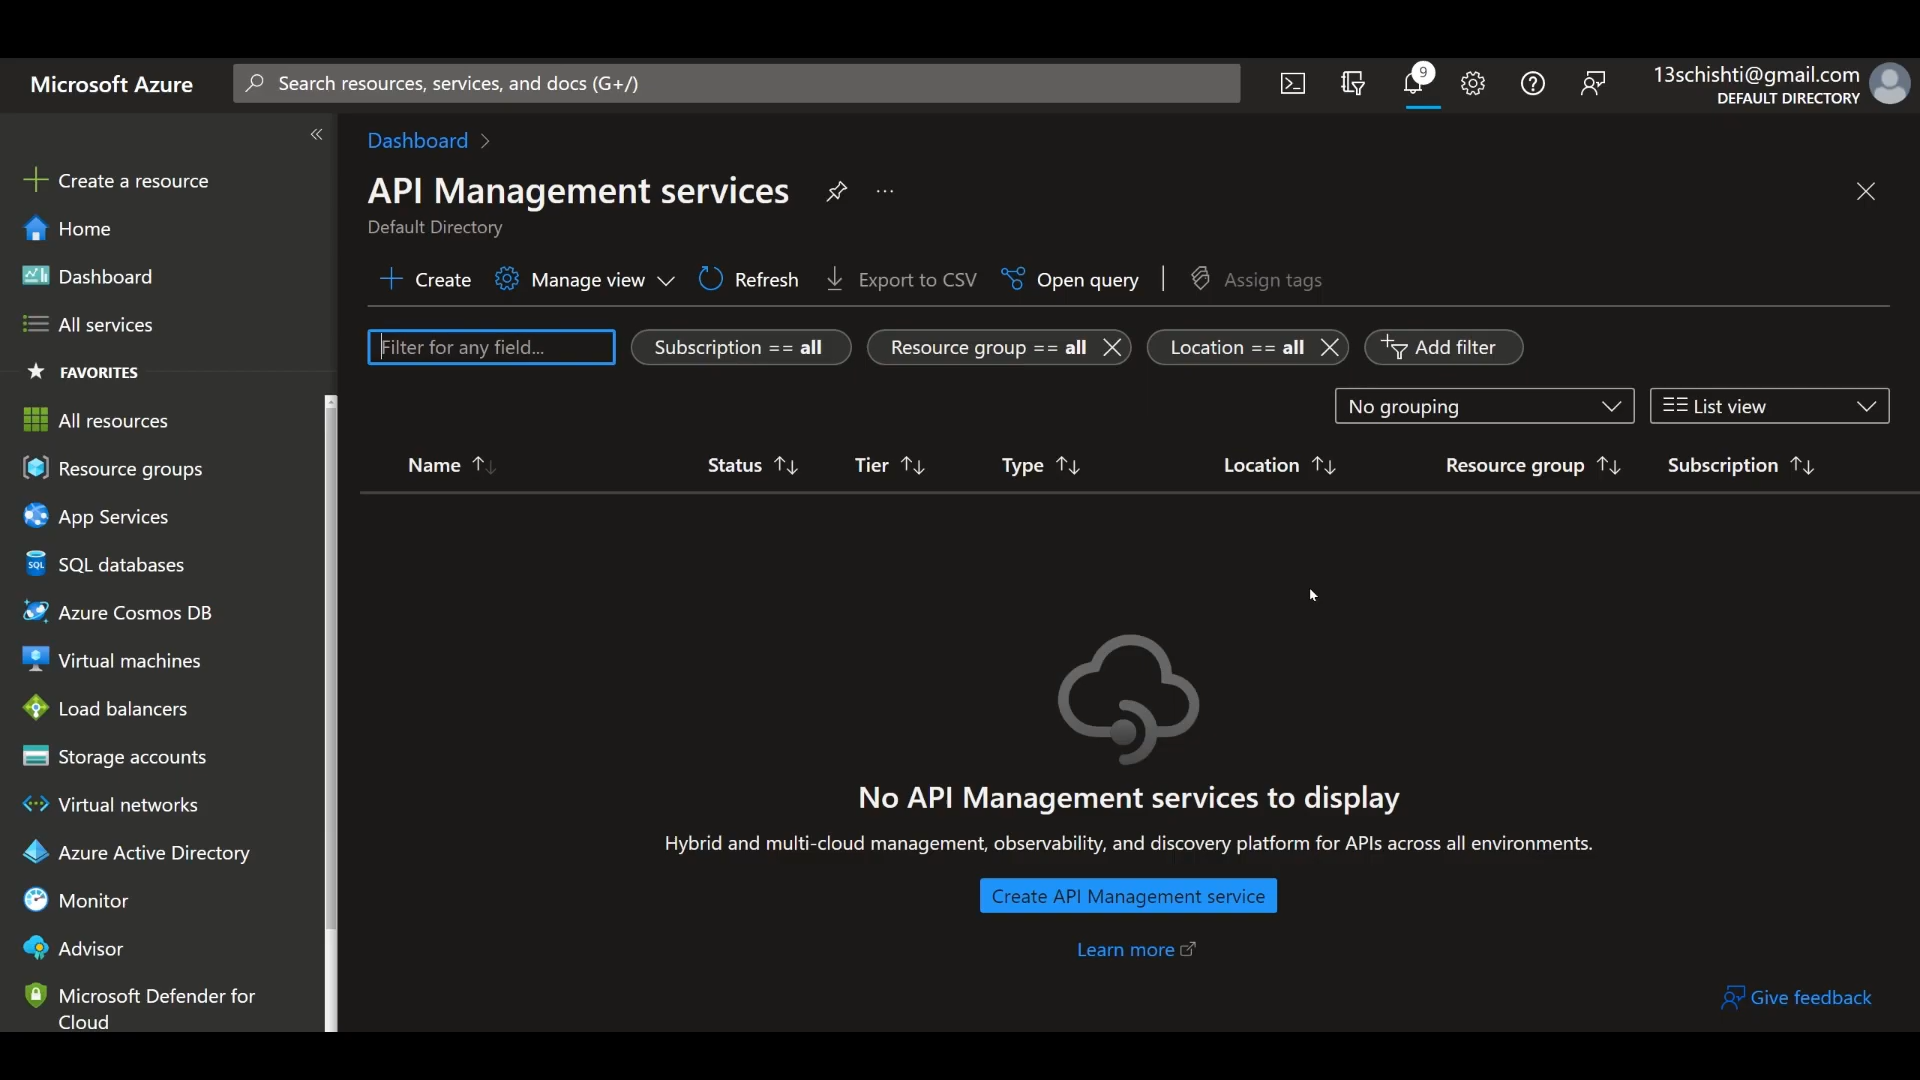 Microsoft Azure
Search resources, services, and docs (G+/)
9
13schishti@gmail.com
DEFAULT DIRECTORY
Create a resource
Home
Dashboard
All services
FAVORITES
All resources
Resource groups
App Services
SQL
SQL databases
Azure Cosmos DB
Virtual machines
Load balancers
Storage accounts
Virtual networks
Azure Active Directory
Monitor
Advisor
Microsoft Defender for
Cloud
Dashboard
API Management services
Default Directory
Create Manage view Refresh Export to CSV Open query Assign tags
Filter for any field... Subscription == all Resource group == all Location == all Add filter
No grouping List view
Name Status Tier Type Location Resource group Subscription
No API Management services to display
Hybrid and multi-cloud management, observability, and discovery platform for APIs across all environments.
Create API Management service
Learn more
Give feedback